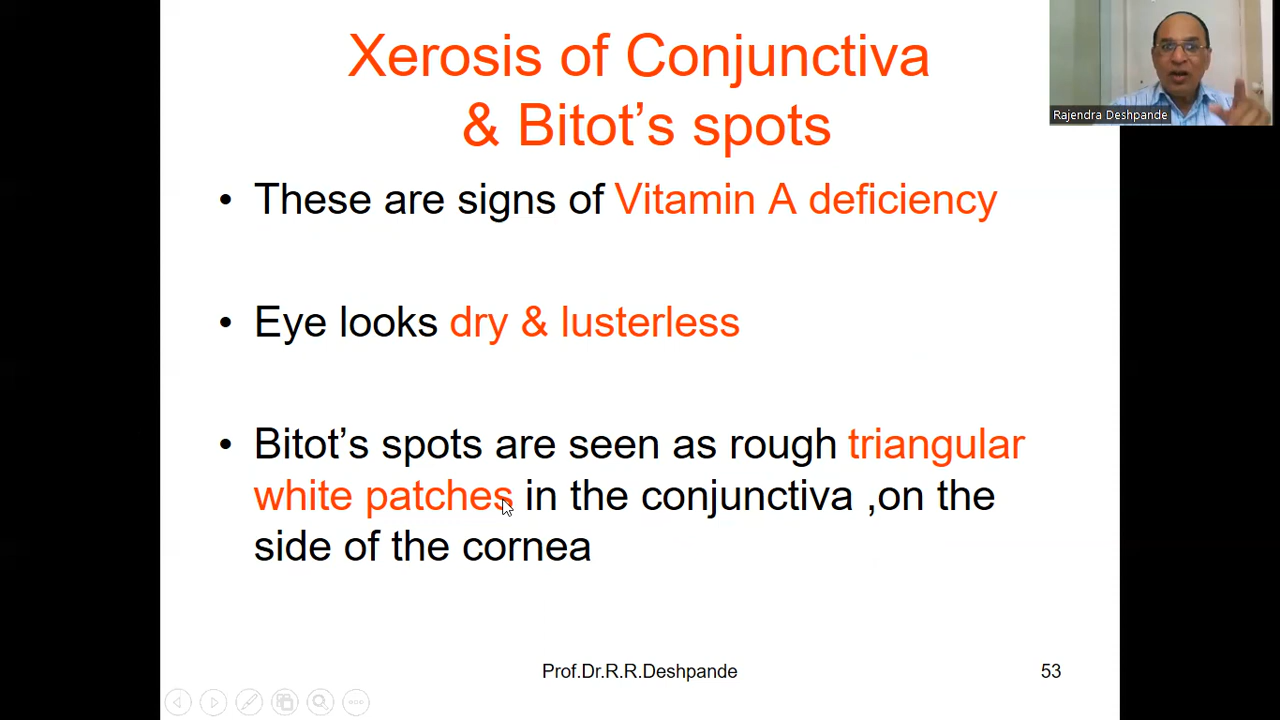 Xerosis of Conjunctiva
& Bitot’s spots
Rajendra Deshpande
• These are signs of Vitamin A deficiency
• Eye looks dry & lusterless
• Bitot’s spots are seen as rough triangular
white patches in the conjunctiva ,on the
side of the cornea
Prof.Dr.R.R.Deshpande
53